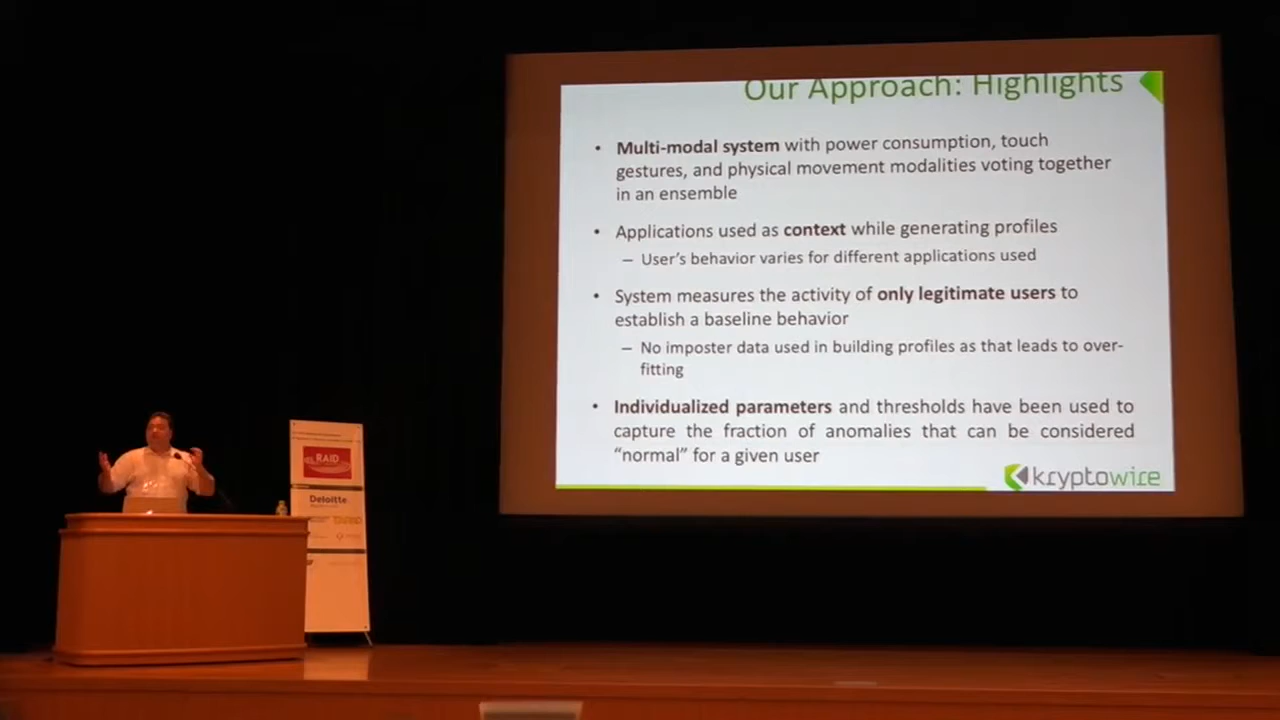 Our Approach: Highlights
• Multi-modal system with power consumption, touch
gestures, and physical movement modalities voting together
in an ensemble
• Applications used as context while generating profiles
– User's behavior varies for different applications used
• System measures the activity of only legitimate users to
establish a baseline behavior
– No imposter data used in building profiles as that leads to over-
fitting
• Individualized parameters and thresholds have been used to
capture the fraction of anomalies that can be considered
“normal” for a given user
kryptowire
RAID
Deloitte